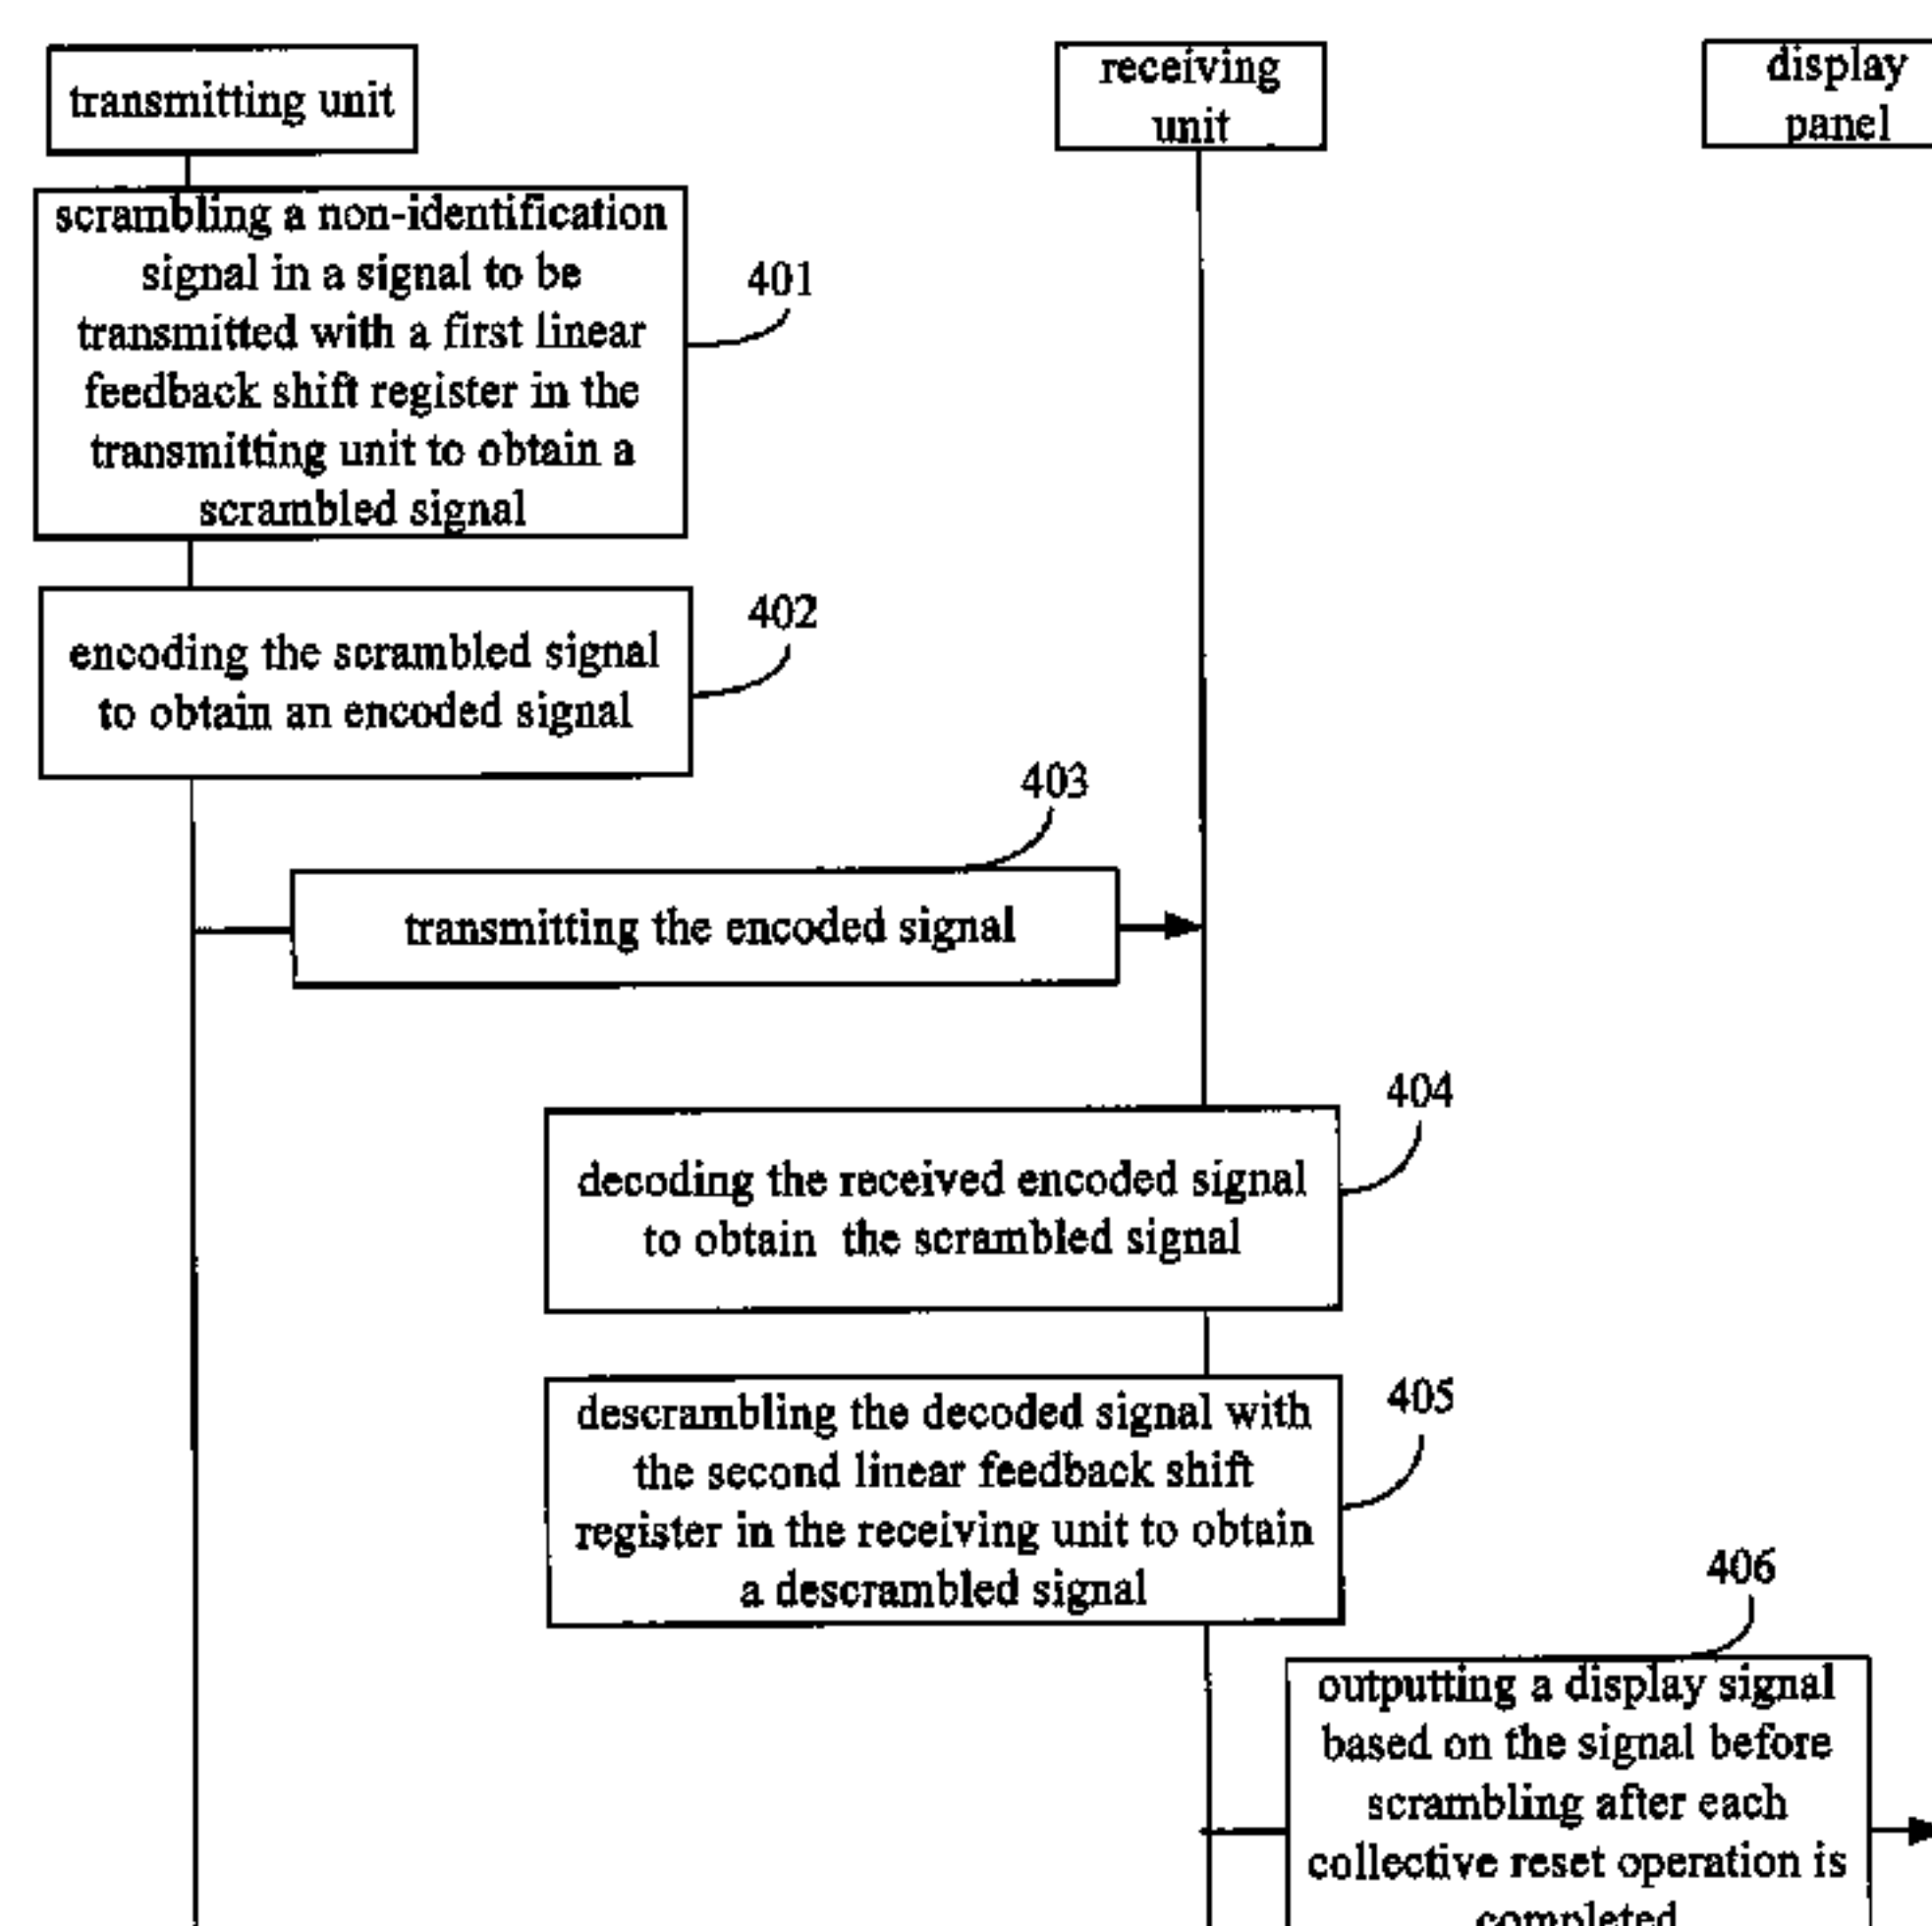 transmitting unit
receiving
unit
display
panel
scrambling a non-identification
signal in a signal to be
transmitted with a first linear
feedback shift register in the
transmitting unit to obtain a
scrambled signal
401
encoding the scrambled signal
to obtain an encoded signal
402
403
transmitting the encoded signal
404
decoding the received encoded signal
to obtain the scrambled signal
405
descrambling the decoded signal with
the second linear feedback shift
register in the receiving unit to obtain
a descrambled signal
406
outputting a display signal
based on the signal before
scrambling after each
collective reset operation is
completed